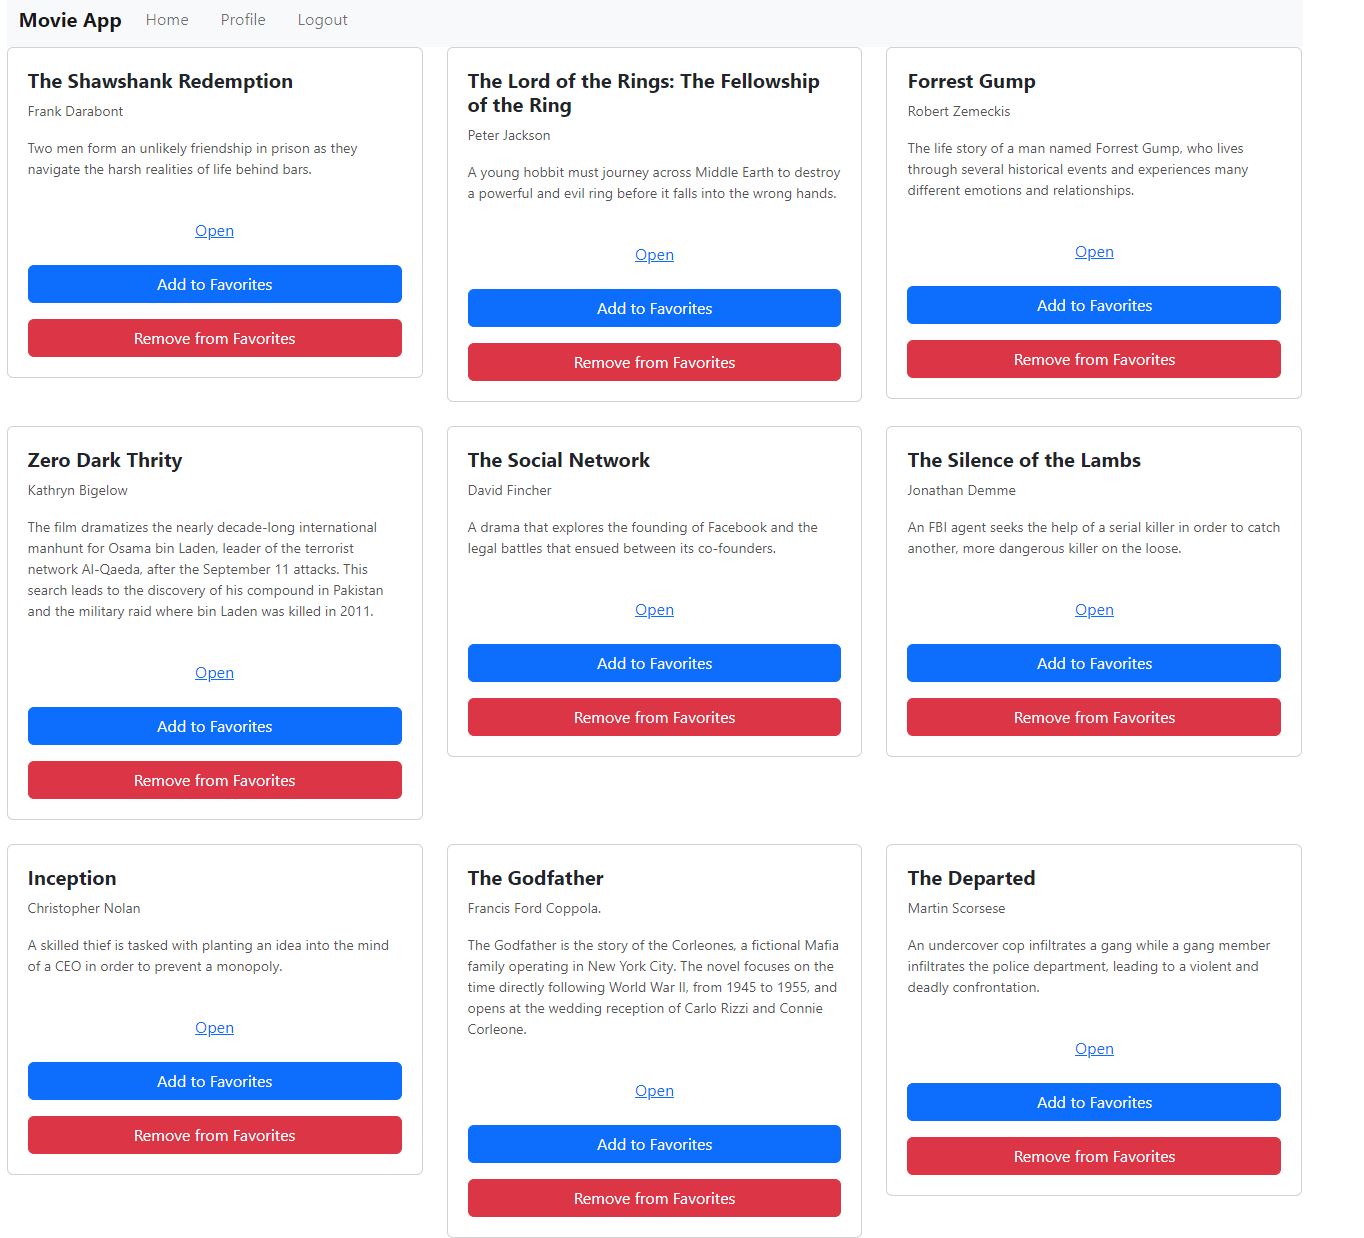 Movie App Home Profile Logout
The Shawshank Redemption
Frank Darabont
Two men form an unlikely friendship in prison as they
navigate the harsh realities of life behind bars.
Open
Add to Favorites
Remove from Favorites
The Lord of the Rings: The Fellowship
of the Ring
Peter Jackson
A young hobbit must journey across Middle Earth to destroy
a powerful and evil ring before it falls into the wrong hands.
Open
Add to Favorites
Remove from Favorites
Forrest Gump
Robert Zemeckis
The life story of a man named Forrest Gump, who lives
through several historical events and experiences many
different emotions and relationships.
Open
Add to Favorites
Remove from Favorites
Zero Dark Thrity
Kathryn Bigelow
The film dramatizes the nearly decade-long international
manhunt for Osama bin Laden, leader of the terrorist
network Al-Qaeda, after the September 11 attacks. This
search leads to the discovery of his compound in Pakistan
and the military raid where bin Laden was killed in 2011.
Open
Add to Favorites
Remove from Favorites
The Social Network
David Fincher
A drama that explores the founding of Facebook and the
legal battles that ensued between its co-founders.
Open
Add to Favorites
Remove from Favorites
The Silence of the Lambs
Jonathan Demme
An FBI agent seeks the help of a serial killer in order to catch
another, more dangerous killer on the loose.
Open
Add to Favorites
Remove from Favorites
Inception
Christopher Nolan
A skilled thief is tasked with planting an idea into the mind
of a CEO in order to prevent a monopoly.
Open
Add to Favorites
Remove from Favorites
The Godfather
Francis Ford Coppola.
The Godfather is the story of the Corleones, a fictional Mafia
family operating in New York City. The novel focuses on the
time directly following World War II, from 1945 to 1955, and
opens at the wedding reception of Carlo Rizzi and Connie
Corleone.
Open
Add to Favorites
Remove from Favorites
The Departed
Martin Scorsese
An undercover cop infiltrates a gang while a gang member
infiltrates the police department, leading to a violent and
deadly confrontation.
Open
Add to Favorites
Remove from Favorites